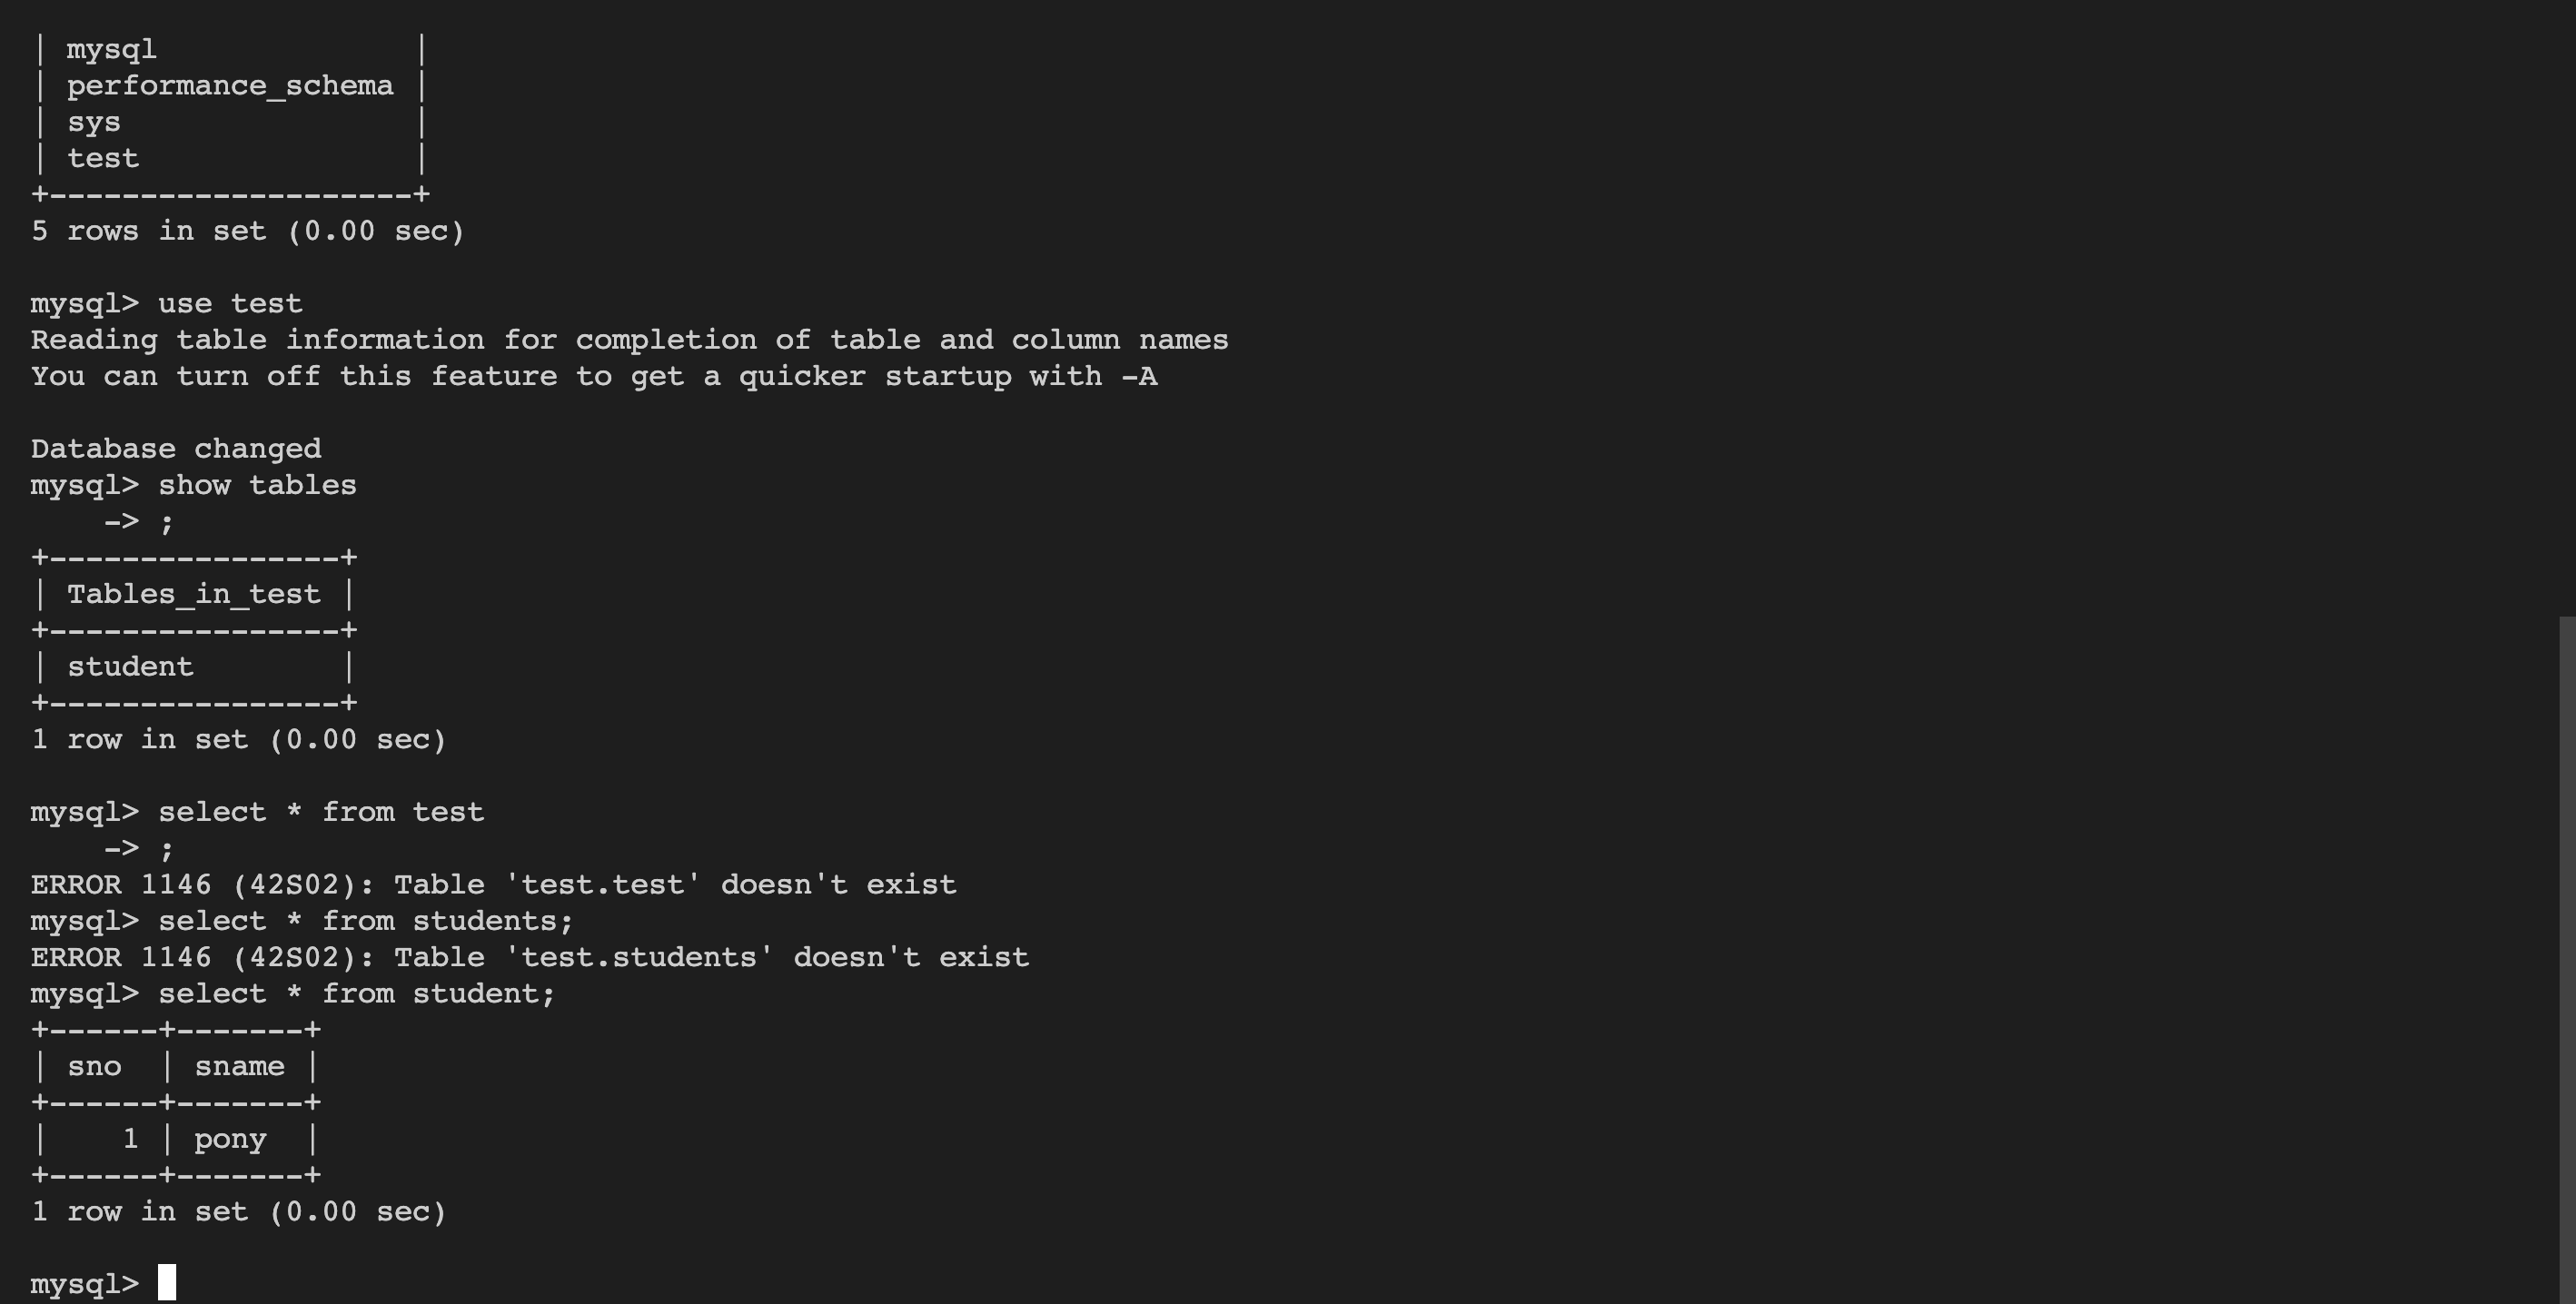 | mysql              |
| performance_schema |
| sys                |
| test               |
+--------------------+
5 rows in set (0.00 sec)

mysql> use test
Reading table information for completion of table and column names
You can turn off this feature to get a quicker startup with -A

Database changed
mysql> show tables
    -> ;
+----------------+
| Tables_in_test |
+----------------+
| student        |
+----------------+
1 row in set (0.00 sec)

mysql> select * from test
    -> ;
ERROR 1146 (42S02): Table 'test.test' doesn't exist
mysql> select * from students;
ERROR 1146 (42S02): Table 'test.students' doesn't exist
mysql> select * from student;
+------+-------+
| sno  | sname |
+------+-------+
|    1 | pony  |
+------+-------+
1 row in set (0.00 sec)

mysql>